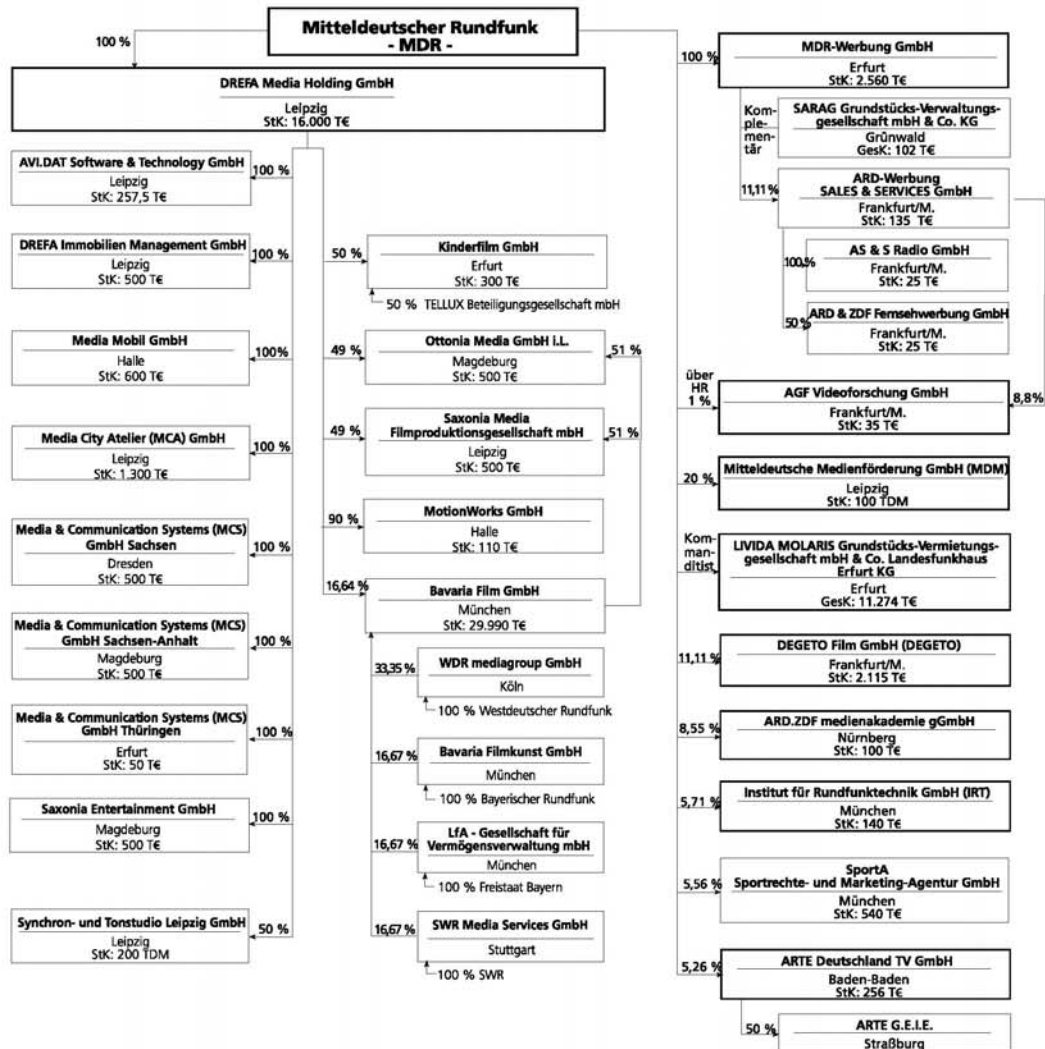 Mitteldeutscher Rundfunk
- MDR -
100 %
DREFA Media Holding GmbH
Leipzig
StK: 16.000 T€
AVI.DAT Software & Technology GmbH
Leipzig
StK: 257,5 T€
100 %
DREFA Immobilien Management GmbH
Leipzig
StK: 500 T€
100 %
Media Mobil GmbH
Halle
StK: 600 T€
100%
Media City Atelier (MCA) GmbH
Leipzig
StK: 1.300 T€
100 %
Media & Communication Systems (MCS)
GmbH Sachsen
Dresden
StK: 500 T€
100 %
Media & Communication Systems (MCS)
GmbH Sachsen-Anhalt
Magdeburg
StK: 500 T€
100 %
Media & Communication Systems (MCS)
GmbH Thüringen
Erfurt
StK: 50 T€
100 %
Saxonia Entertainment GmbH
Magdeburg
StK: 500 T€
100 %
Synchron- und Tonstudio Leipzig GmbH
Leipzig
StK: 200 TDM
50 %
50 %
Kinderfilm GmbH
Erfurt
StK: 300 T€
50 % TELLUX Beteiligungsgesellschaft mbH
49 %
Ottonia Media GmbH i.L.
Magdeburg
StK: 500 T€
51 %
49 %
Saxonia Media
Filmproduktionsgesellschaft mbH
Leipzig
StK: 500 T€
51 %
90 %
MotionWorks GmbH
Halle
StK: 110 T€
16,64 %
Bavaria Film GmbH
München
StK: 29.990 T€
33,35 %
WDR mediagroup GmbH
Köln
100 % Westdeutscher Rundfunk
16,67 %
Bavaria Filmkunst GmbH
München
100 % Bayerischer Rundfunk
16,67 %
LfA - Gesellschaft für
Vermögensverwaltung mbH
München
100 % Freistaat Bayern
16,67 %
SWR Media Services GmbH
Stuttgart
100 % SWR
100 %
MDR-Werbung GmbH
Erfurt
StK: 2.560 T€
Kom-
ple-
men-
tär
SARAG Grundstücks-Verwaltungs-
gesellschaft mbH & Co. KG
Grünwald
GesK: 102 T€
11,11 %
ARD-Werbung
SALES & SERVICES GmbH
Frankfurt/M.
StK: 135 T€
100%
AS & S Radio GmbH
Frankfurt/M.
StK: 25 T€
50 %
ARD & ZDF Fernsehwerbung GmbH
Frankfurt/M.
StK: 25 T€
über
HR
1 %
AGF Videoforschung GmbH
Frankfurt/M.
StK: 35 T€
8,8%
20 %
Mitteldeutsche Medienförderung GmbH (MDM)
Leipzig
StK: 100 TDM
Kom-
man-
ditist
LIVIDA MOLARIS Grundstücks-Vermietungs-
gesellschaft mbH & Co. Landesfunkhaus
Erfurt KG
Erfurt
GesK: 11.274 T€
11,11 %
DEGETO Film GmbH (DEGETO)
Frankfurt/M.
StK: 2.115 T€
8,55 %
ARD.ZDF medienakademie gGmbH
Nürnberg
StK: 100 T€
5,71 %
Institut für Rundfunktechnik GmbH (IRT)
München
StK: 140 T€
5,56 %
SportA
Sportrechte- und Marketing-Agentur GmbH
München
StK: 540 T€
5,26 %
ARTE Deutschland TV GmbH
Baden-Baden
StK: 256 T€
50 %
ARTE G.E.I.E.
Straßburg